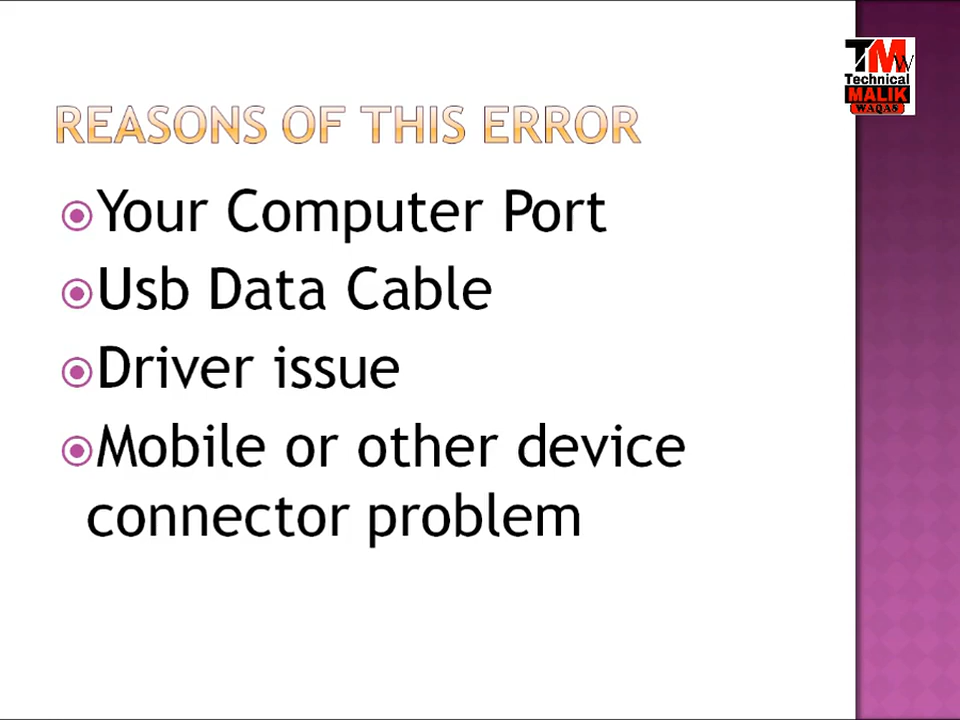 TMW
Technical
MALIK
WAQAS
REASONS OF THIS ERROR
Your Computer Port
Usb Data Cable
Driver issue
Mobile or other device
connector problem